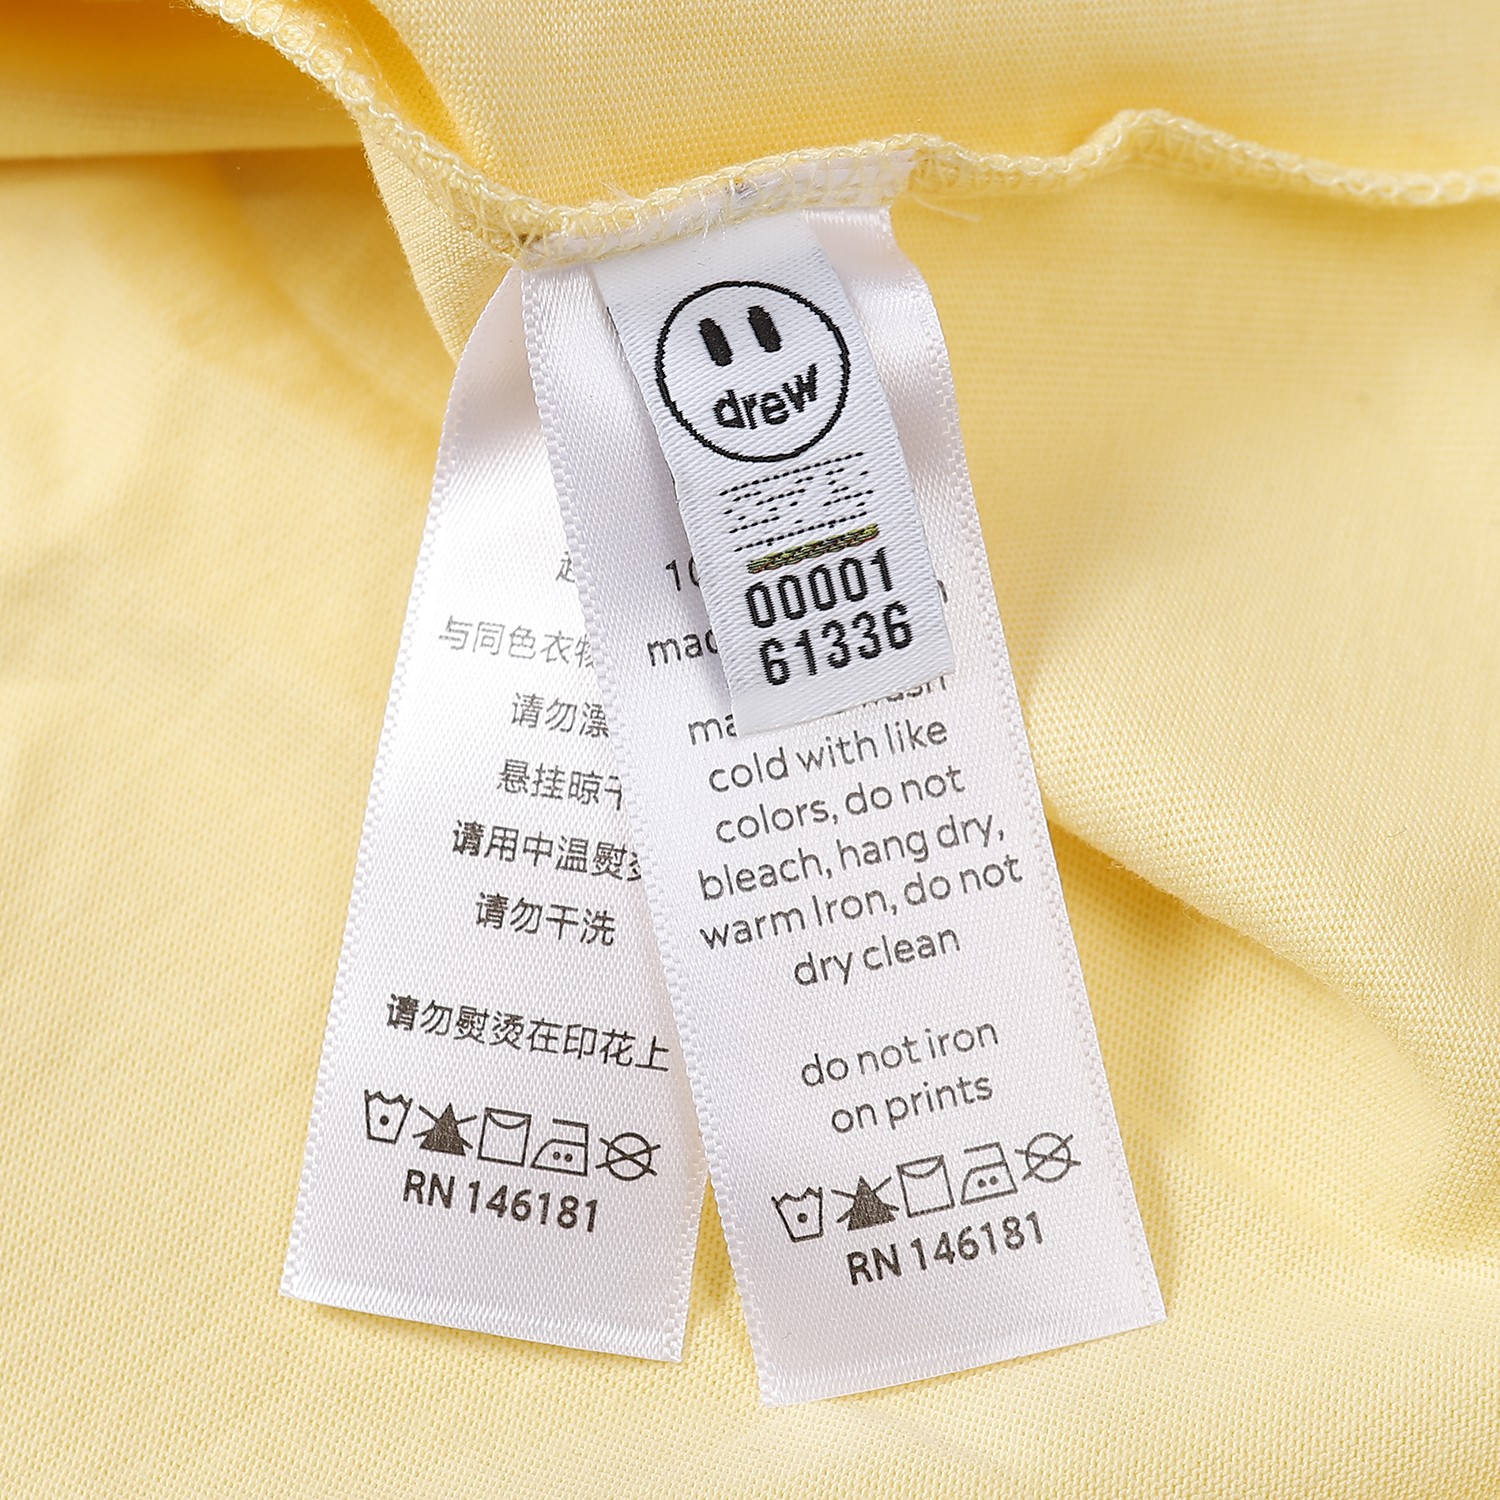 drew
00001
61336
cold with like
colors, do not
bleach, hang dry,
warm Iron, do not
dry clean
do not iron
on prints
RN 146181
与同色衣
请勿漂
悬挂晾干
请用中温熨烫
请勿干洗
请勿熨烫在印花上
RN 146181